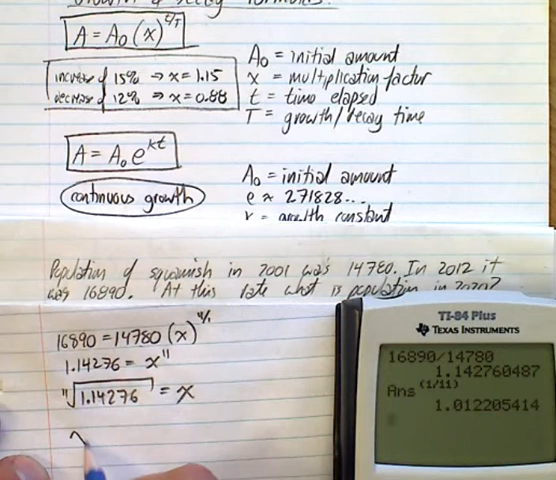 Growth & decay formulas:
A = A₀(x)^(t/T)
increase of 15% ⇒ x = 1.15
decrease of 12% ⇒ x = 0.88
A₀ = initial amount
x = multiplication factor
t = time elapsed
T = growth/decay time
A = A₀e^(kt)
continuous growth
A₀ = initial amount
e ≈ 271828...
= growth constant
Population of squamish in 2001 was 14780. In 2012 it
was 16890. At this rate what is population in 2020?
16890 = 14780(x)^(11/1)
1.14276 = x^11
¹¹√1.14276 = x
TI-84 Plus
TEXAS INSTRUMENTS
16890/14780
1.142760487
Ans^(1/11)
1.012205414